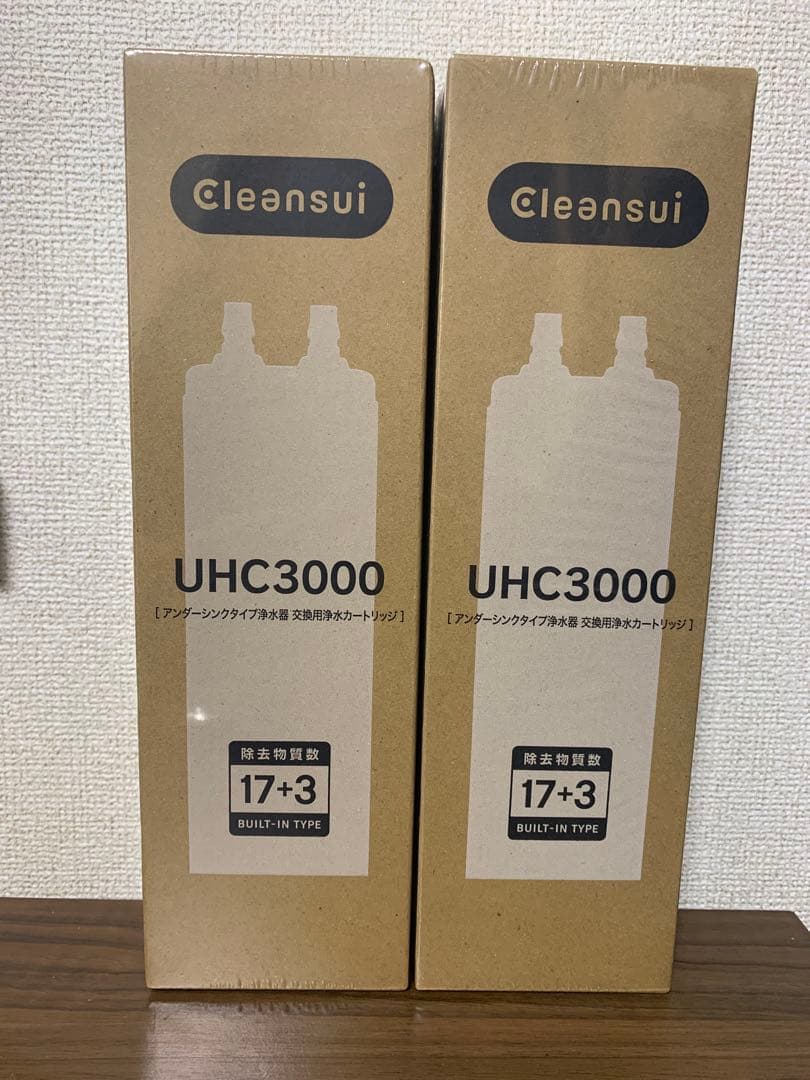 Cleansui
UHC3000
[ アンダーシンクタイプ浄水器 交換用浄水カートリッジ ]
除去物質数
17+3
BUILT-IN TYPE
Cleansui
UHC3000
[ アンダーシンクタイプ浄水器 交換用浄水カートリッジ ]
除去物質数
17+3
BUILT-IN TYPE